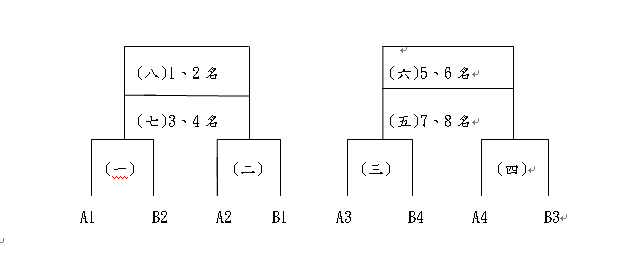 (八)1、2 名
(六)5、6 名
(七)3、4 名
(五)7、8 名
(一)
(二)
(三)
(四)
A1 B2 A2 B1 A3 B4 A4 B3